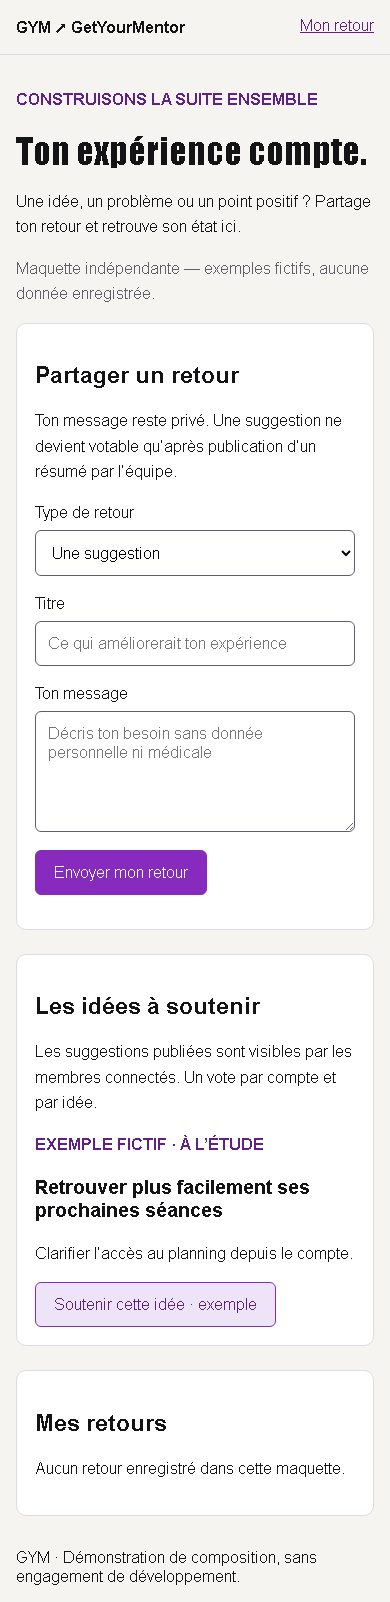 GYM ↗ GetYourMentor
Mon retour
CONSTRUISONS LA SUITE ENSEMBLE
Ton expérience compte.
Une idée, un problème ou un point positif ? Partage
ton retour et retrouve son état ici.
Maquette indépendante — exemples fictifs, aucune
donnée enregistrée.
Partager un retour
Ton message reste privé. Une suggestion ne
devient votable qu'après publication d'un
résumé par l'équipe.
Type de retour
Une suggestion
Titre
Ce qui améliorerait ton expérience
Ton message
Décris ton besoin sans donnée
personnelle ni médicale
Envoyer mon retour
Les idées à soutenir
Les suggestions publiées sont visibles par les
membres connectés. Un vote par compte et
par idée.
EXEMPLE FICTIF · À L'ÉTUDE
Retrouver plus facilement ses
prochaines séances
Clarifier l'accès au planning depuis le compte.
Soutenir cette idée · exemple
Mes retours
Aucun retour enregistré dans cette maquette.
GYM · Démonstration de composition, sans
engagement de développement.